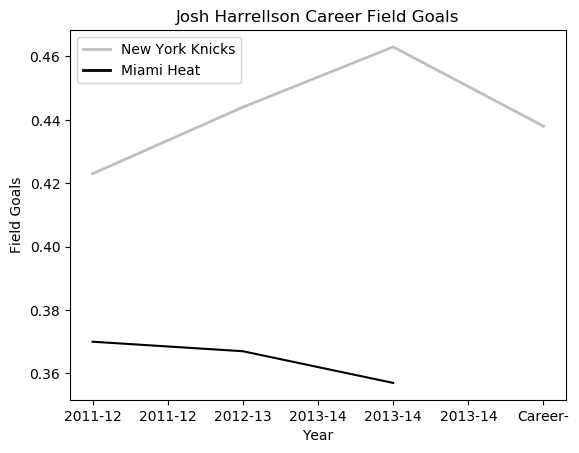 Josh Harrellson Career Field Goals
New York Knicks
Miami Heat
0.46
0.44
0.42
0.40
0.38
0.36
Field Goals
2011-12 2011-12 2012-13 2013-14 2013-14 2013-14 Career-
Year